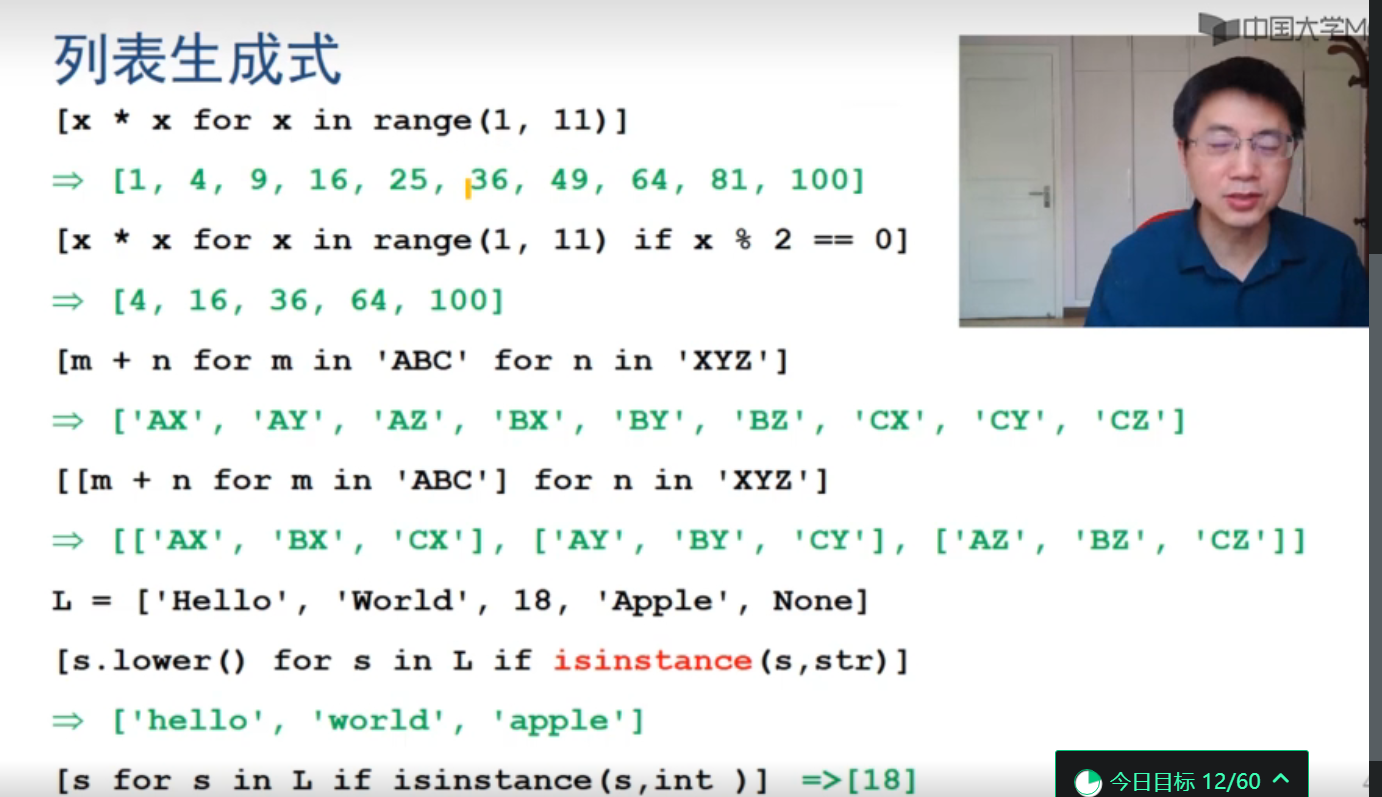 列表生成式
中国大学M
[x * x for x in range(1, 11)]
⇒ [1, 4, 9, 16, 25, 36, 49, 64, 81, 100]
[x * x for x in range(1, 11) if x % 2 == 0]
⇒ [4, 16, 36, 64, 100]
[m + n for m in 'ABC' for n in 'XYZ']
⇒ ['AX', 'AY', 'AZ', 'BX', 'BY', 'BZ', 'CX', 'CY', 'CZ']
[[m + n for m in 'ABC'] for n in 'XYZ']
⇒ [['AX', 'BX', 'CX'], ['AY', 'BY', 'CY'], ['AZ', 'BZ', 'CZ']]
L = ['Hello', 'World', 18, 'Apple', None]
[s.lower() for s in L if isinstance(s,str)]
⇒ ['hello', 'world', 'apple']
[s for s in L if isinstance(s,int )] =>[18]
今日目标 12/60